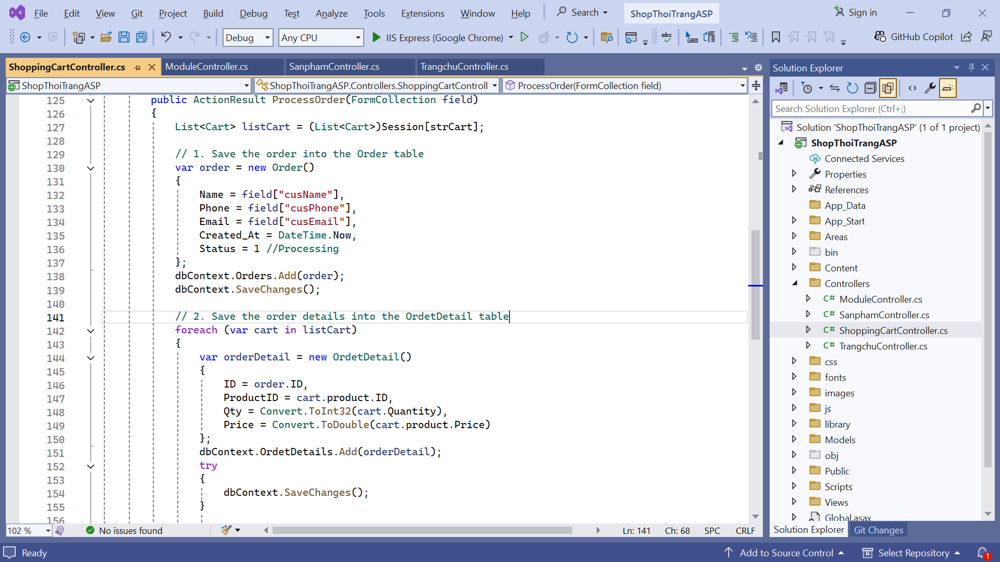 File Edit View Git Project Build Debug Test Analyze Tools Extensions Window Help Search ShopThoiTrangASP Sign in
Debug Any CPU IIS Express (Google Chrome) abc GitHub Copilot
ShoppingCartController.cs ModuleController.cs SanphamController.cs TrangchuController.cs
ShopThoiTrangASP ShopThoiTrangASP.Controllers.ShoppingCartControll ProcessOrder(FormCollection field)
125 public ActionResult ProcessOrder(FormCollection field)
126 {
127 List<Cart> listCart = (List<Cart>)Session[strCart];
128
129 // 1. Save the order into the Order table
130 var order = new Order()
131 {
132 Name = field["cusName"],
133 Phone = field["cusPhone"],
134 Email = field["cusEmail"],
135 Created_At = DateTime.Now,
136 Status = 1 //Processing
137 };
138 dbContext.Orders.Add(order);
139 dbContext.SaveChanges();
140
141 // 2. Save the order details into the OrdetDetail table
142 foreach (var cart in listCart)
143 {
144 var orderDetail = new OrdetDetail()
145 {
146 ID = order.ID,
147 ProductID = cart.product.ID,
148 Qty = Convert.ToInt32(cart.Quantity),
149 Price = Convert.ToDouble(cart.product.Price)
150 };
151 dbContext.OrdetDetails.Add(orderDetail);
152 try
153 {
154 dbContext.SaveChanges();
155 }
156
102 % No issues found Ln: 141 Ch: 68 SPC CRLF
Solution Explorer
Search Solution Explorer (Ctrl+;)
Solution 'ShopThoiTrangASP' (1 of 1 project)
ShopThoiTrangASP
Connected Services
Properties
References
App_Data
App_Start
Areas
bin
Content
Controllers
C# ModuleController.cs
C# SanphamController.cs
C# ShoppingCartController.cs
C# TrangchuController.cs
css
fonts
images
js
library
Models
obj
Public
Scripts
Views
Global.asax
Solution Explorer Git Changes
Ready Add to Source Control Select Repository 1